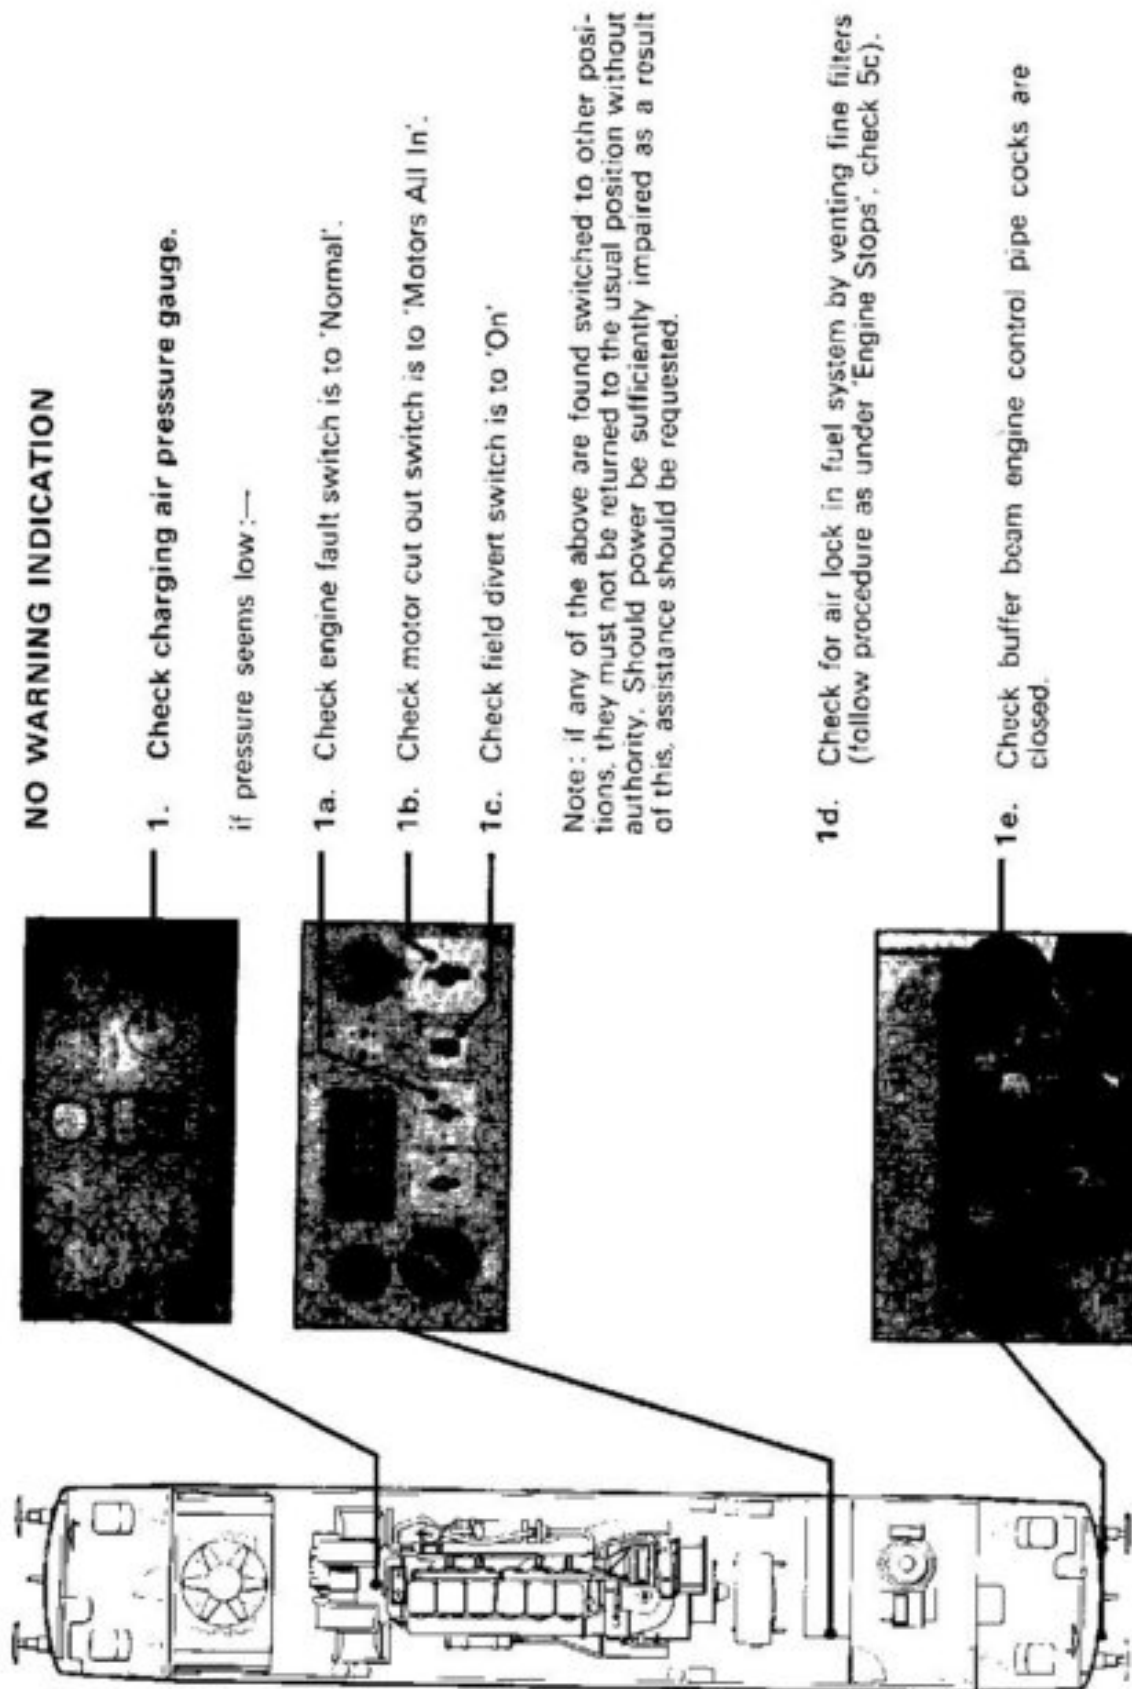 NO WARNING INDICATION
1. Check charging air pressure gauge.
if pressure seems low :—
1a. Check engine fault switch is to 'Normal'.
1b. Check motor cut out switch is to 'Motors All In'.
1c. Check field divert switch is to 'On'
Note: if any of the above are found switched to other posi-
tions, they must not be returned to the usual position without
authority. Should power be sufficiently impaired as a result
of this, assistance should be requested.
1d. Check for air lock in fuel system by venting fine filters
(follow procedure as under 'Engine Stops', check 5c).
1e. Check buffer beam engine control pipe cocks are
closed.